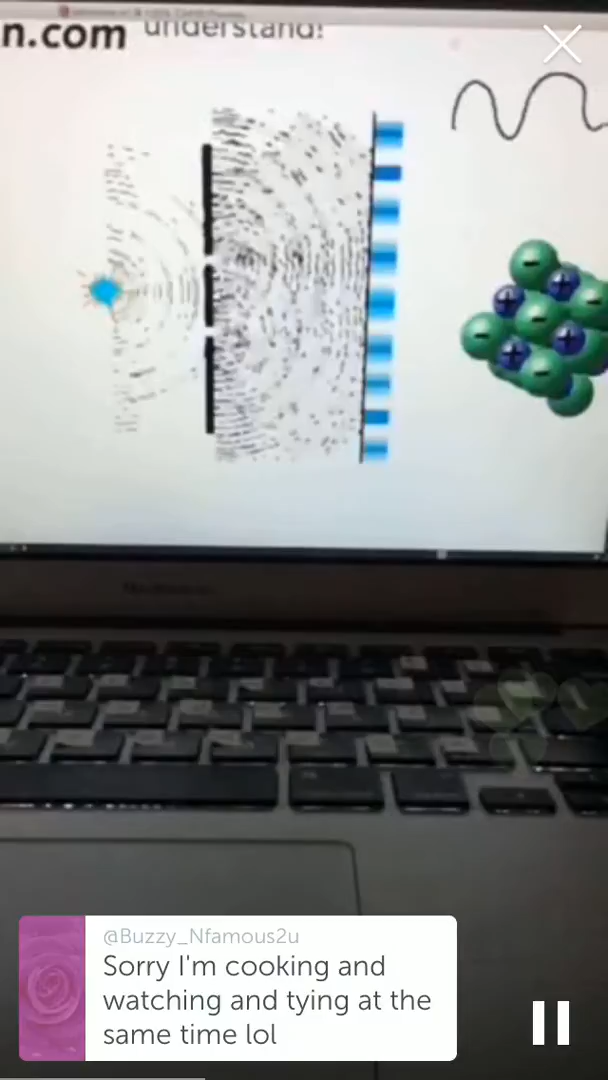 n.com understand!
@Buzzy_Nfamous2u
Sorry I'm cooking and
watching and tying at the
same time lol